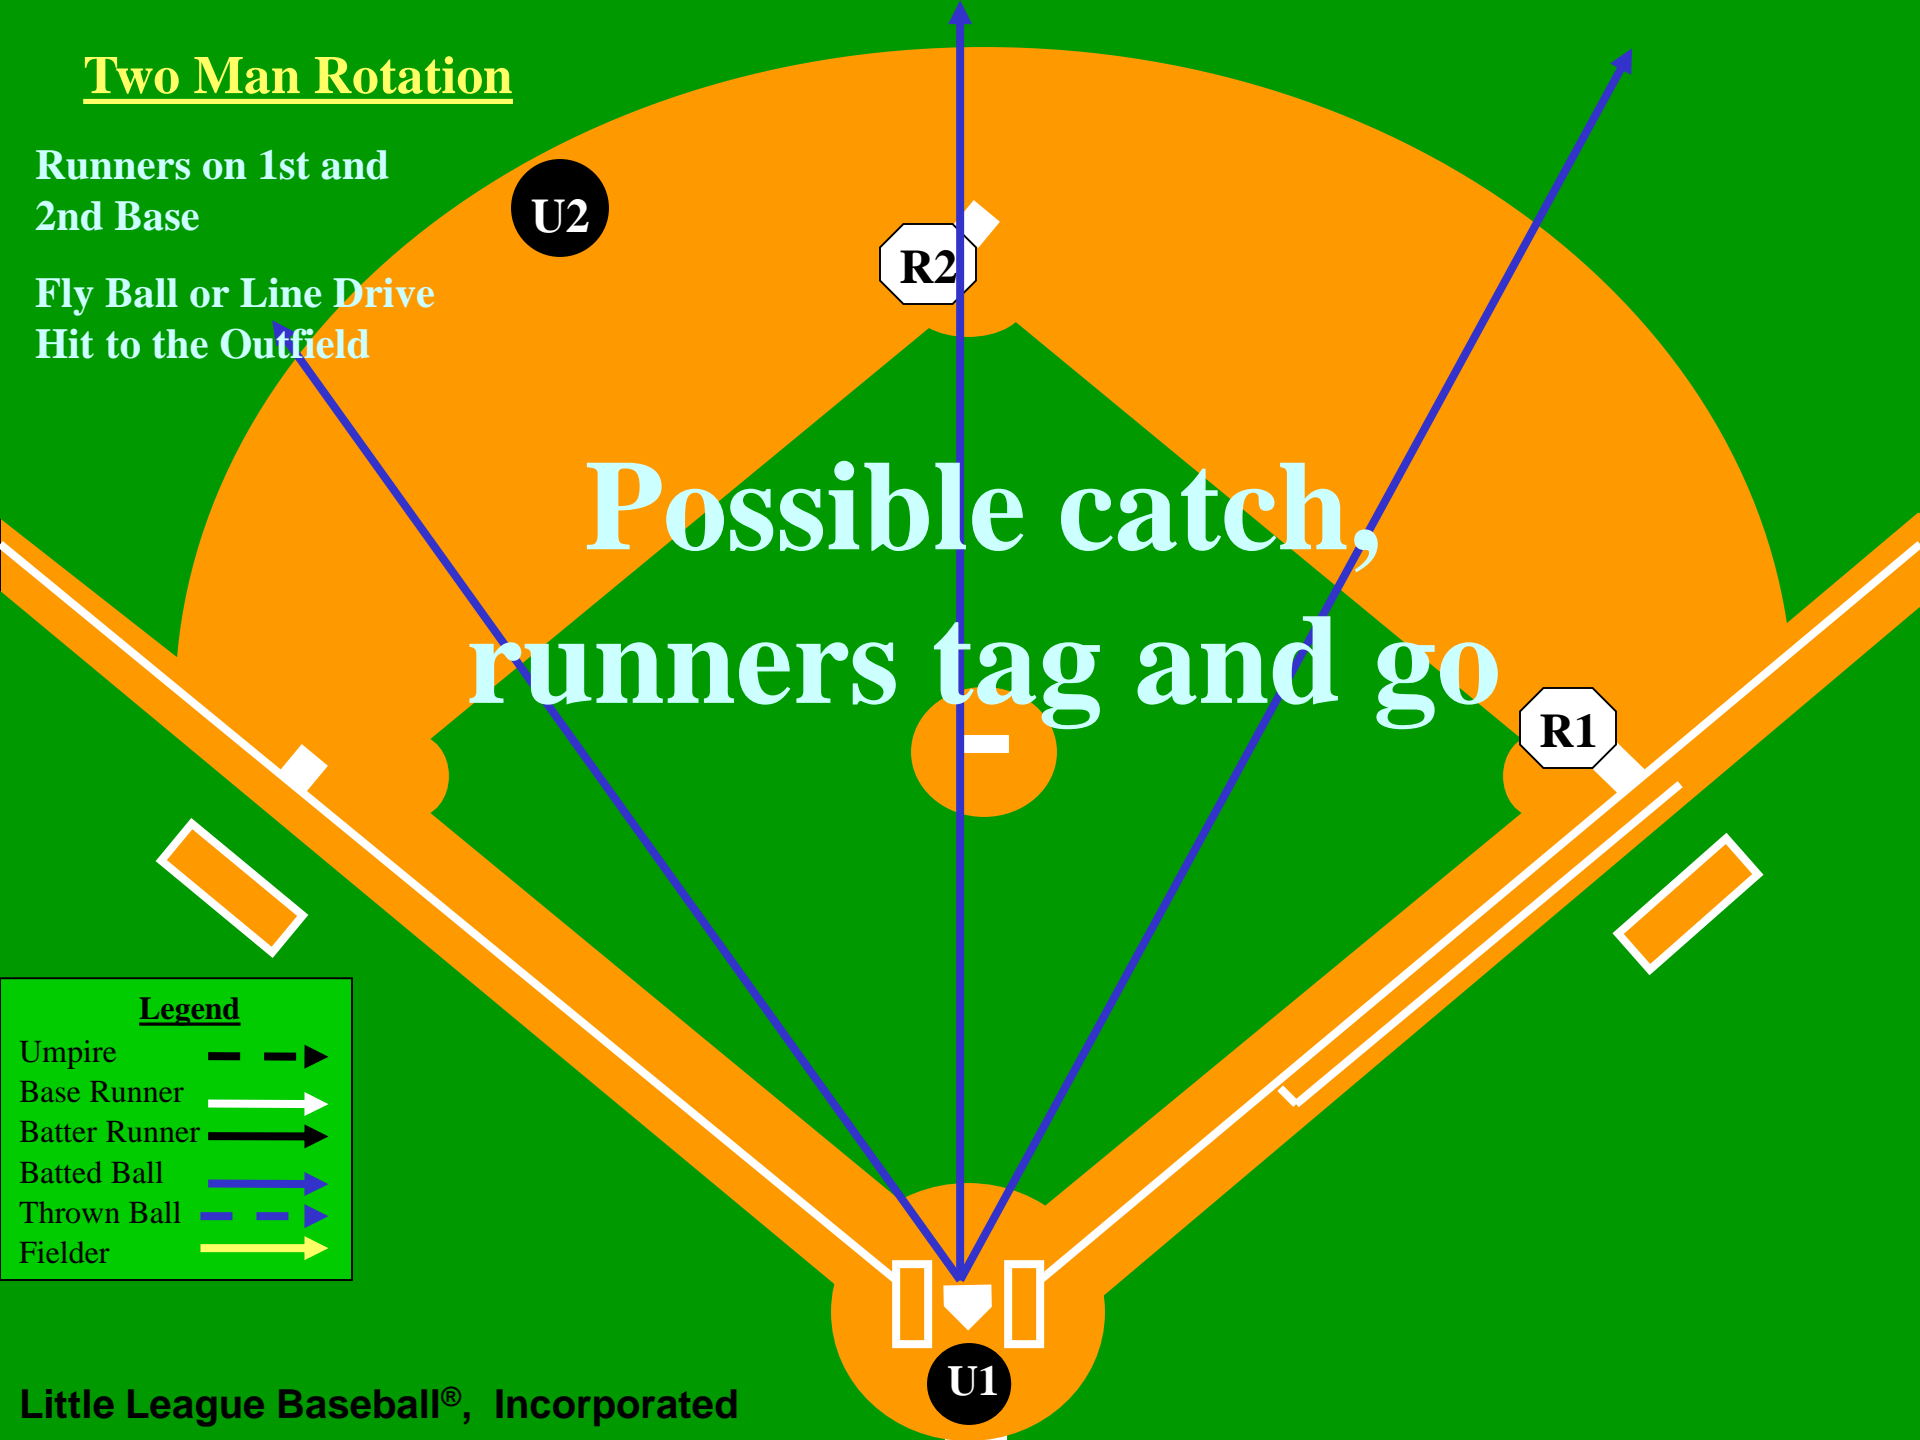 Two Man Rotation
Runners on 1st and
2nd Base
Fly Ball or Line Drive
Hit to the Outfield
U2
R2
Possible catch,
runners tag and go
R1
Legend
Umpire
Base Runner
Batter Runner
Batted Ball
Thrown Ball
Fielder
U1
Little League Baseball®, Incorporated